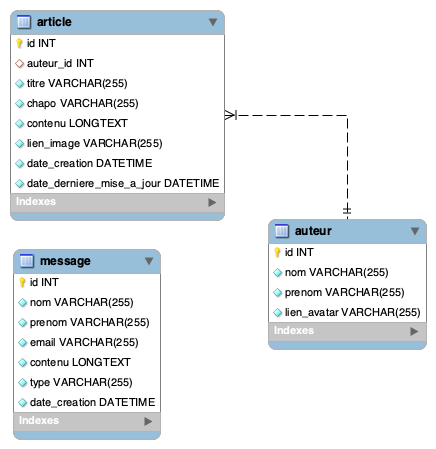 article
id INT
auteur_id INT
titre VARCHAR(255)
chapo VARCHAR(255)
contenu LONGTEXT
lien_image VARCHAR(255)
date_creation DATETIME
date_derniere_mise_a_jour DATETIME
Indexes
auteur
id INT
nom VARCHAR(255)
prenom VARCHAR(255)
lien_avatar VARCHAR(255)
Indexes
message
id INT
nom VARCHAR(255)
prenom VARCHAR(255)
email VARCHAR(255)
contenu LONGTEXT
type VARCHAR(255)
date_creation DATETIME
Indexes